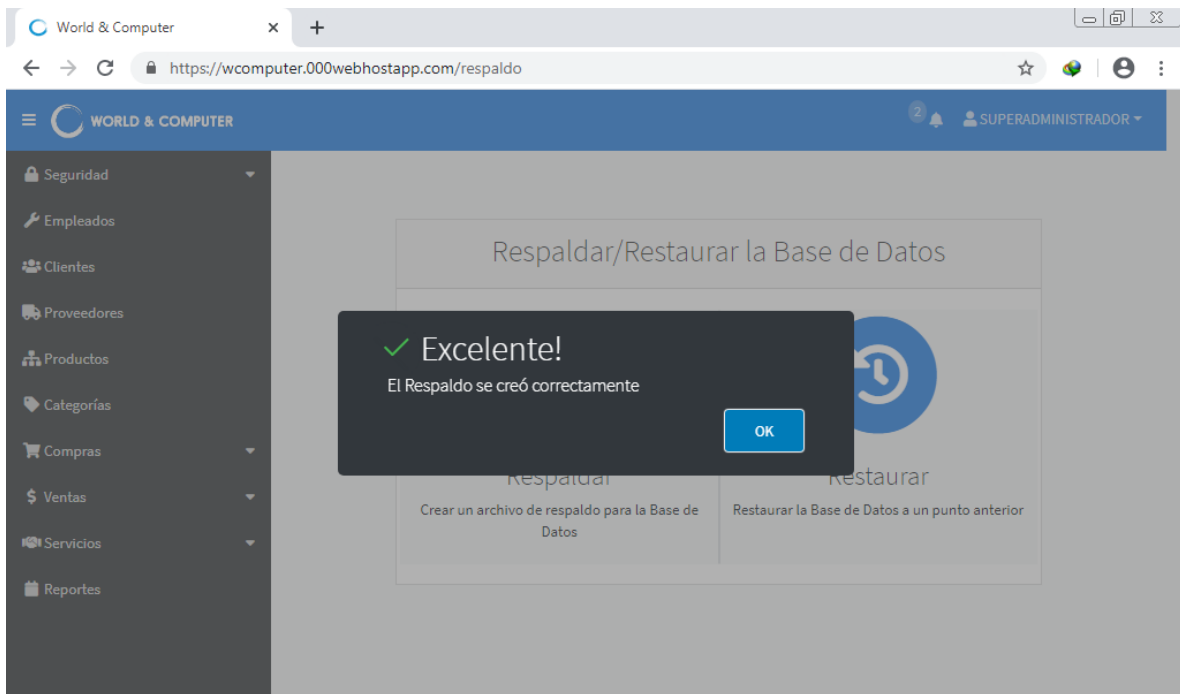 World & Computer
https://wcomputer.000webhostapp.com/respaldo
WORLD & COMPUTER
2
SUPERADMINISTRADOR
Seguridad
Empleados
Clientes
Proveedores
Productos
Categorías
Compras
Ventas
Servicios
Reportes
Respaldar/Restaurar la Base de Datos
Excelente!
El Respaldo se creó correctamente
OK
Respaldar
Crear un archivo de respaldo para la Base de
Datos
Restaurar
Restaurar la Base de Datos a un punto anterior